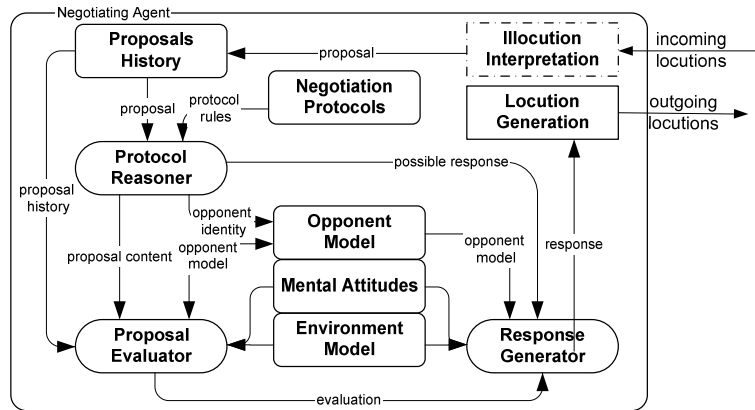 Negotiating Agent
Proposals
History
proposal
Illocution
Interpretation
incoming
locutions
Negotiation
Protocols
protocol
rules
proposal
Locution
Generation
outgoing
locutions
Protocol
Reasoner
possible response
proposal
history
opponent
identity
Opponent
Model
proposal content
opponent
model
opponent
model
response
Mental Attitudes
Proposal
Evaluator
Environment
Model
Response
Generator
evaluation